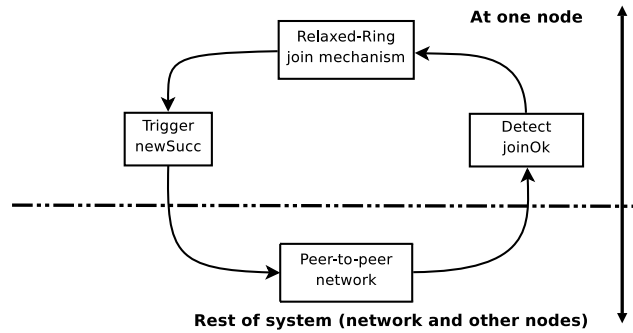 At one node
Relaxed-Ring
join mechanism
Trigger
newSucc
Detect
joinOk
Peer-to-peer
network
Rest of system (network and other nodes)